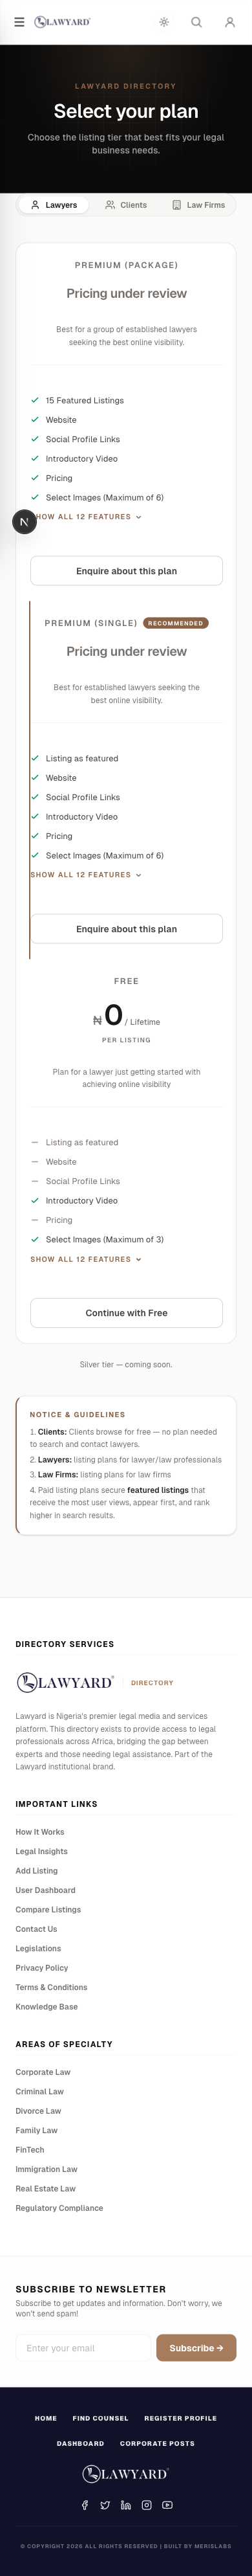 LAWYARD®
LAWYARD DIRECTORY
Select your plan
Choose the listing tier that best fits your legal
business needs.
Lawyers Clients Law Firms
PREMIUM (PACKAGE)
Pricing under review
Best for a group of established lawyers
seeking the best online visibility.
15 Featured Listings
Website
Social Profile Links
Introductory Video
Pricing
Select Images (Maximum of 6)
SHOW ALL 12 FEATURES
N
Enquire about this plan
PREMIUM (SINGLE) RECOMMENDED
Pricing under review
Best for established lawyers seeking the
best online visibility.
Listing as featured
Website
Social Profile Links
Introductory Video
Pricing
Select Images (Maximum of 6)
SHOW ALL 12 FEATURES
Enquire about this plan
FREE
₦0 / Lifetime
PER LISTING
Plan for a lawyer just getting started with
achieving online visibility
Listing as featured
Website
Social Profile Links
Introductory Video
Pricing
Select Images (Maximum of 3)
SHOW ALL 12 FEATURES
Continue with Free
Silver tier — coming soon.
NOTICE & GUIDELINES
1. Clients: Clients browse for free — no plan needed
to search and contact lawyers.
2. Lawyers: listing plans for lawyer/law professionals
3. Law Firms: listing plans for law firms
4. Paid listing plans secure featured listings that
receive the most user views, appear first, and rank
higher in search results.
DIRECTORY SERVICES
LAWYARD® DIRECTORY
Lawyard is Nigeria's premier legal media and services
platform. This directory exists to provide access to legal
professionals across Africa, bridging the gap between
experts and those needing legal assistance. Part of the
Lawyard institutional brand.
IMPORTANT LINKS
How It Works
Legal Insights
Add Listing
User Dashboard
Compare Listings
Contact Us
Legislations
Privacy Policy
Terms & Conditions
Knowledge Base
AREAS OF SPECIALTY
Corporate Law
Criminal Law
Divorce Law
Family Law
FinTech
Immigration Law
Real Estate Law
Regulatory Compliance
SUBSCRIBE TO NEWSLETTER
Subscribe to get updates and information. Don't worry, we
won't send spam!
Enter your email Subscribe →
HOME FIND COUNSEL REGISTER PROFILE
DASHBOARD CORPORATE POSTS
LAWYARD®
© COPYRIGHT 2026 ALL RIGHTS RESERVED | BUILT BY MERISLABS